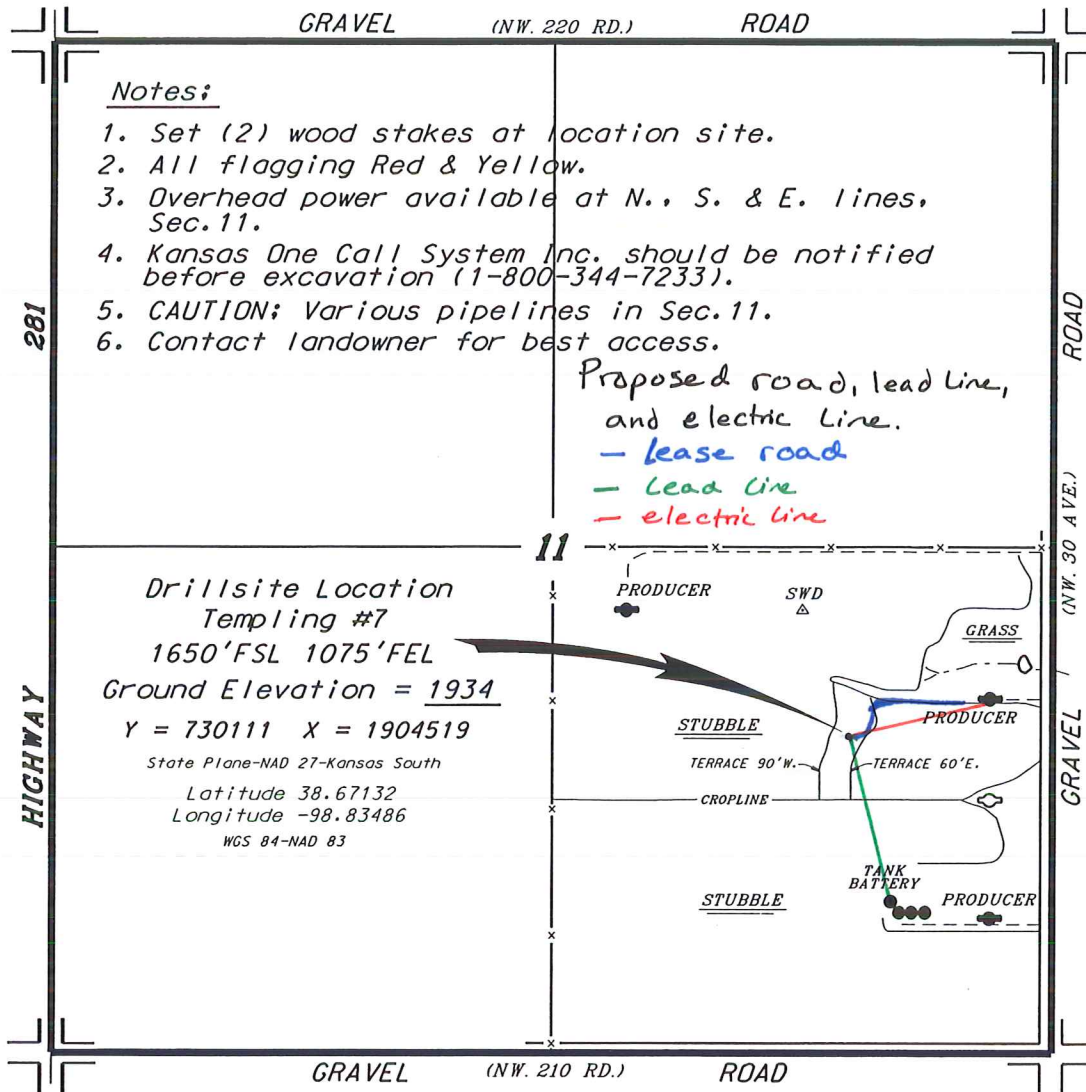 GRAVEL (NW. 220 RD.) ROAD
Notes:
1. Set (2) wood stakes at location site.
2. All flagging Red & Yellow.
3. Overhead power available at N., S. & E. lines,
Sec. 11.
4. Kansas One Call System Inc. should be notified
before excavation (1-800-344-7233).
5. CAUTION: Various pipelines in Sec. 11.
6. Contact landowner for best access.
HIGHWAY 281
GRAVEL (NW. 30 AVE.) ROAD
Proposed road, lead line,
and electric line.
— lease road
— lead line
— electric line
11
Drillsite Location
Templing #7
1650'FSL 1075'FEL
Ground Elevation = 1934
Y = 730111 X = 1904519
State Plane-NAD 27-Kansas South
Latitude 38.67132
Longitude -98.83486
WGS 84-NAD 83
PRODUCER
SWD
GRASS
PRODUCER
STUBBLE
TERRACE 90'W.
TERRACE 60'E.
CROPLINE
TANK
BATTERY
PRODUCER
STUBBLE
GRAVEL (NW. 210 RD.) ROAD